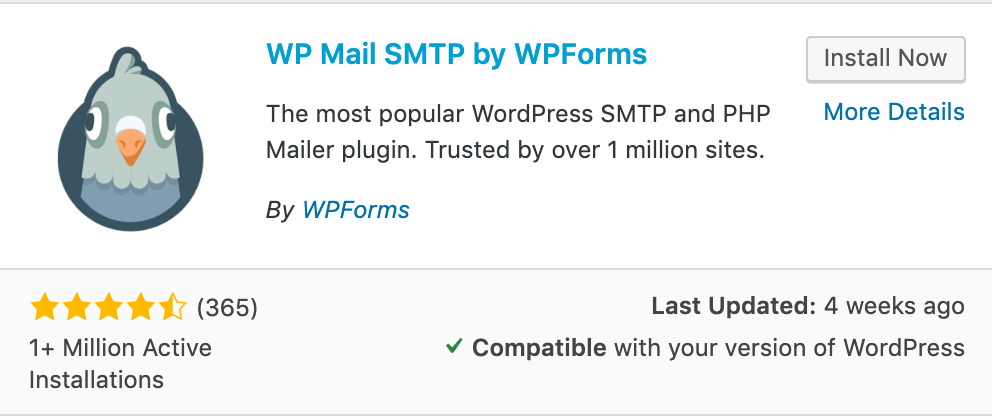 WP Mail SMTP by WPForms
Install Now
More Details
The most popular WordPress SMTP and PHP
Mailer plugin. Trusted by over 1 million sites.
By WPForms
(365)
1+ Million Active
Installations
Last Updated: 4 weeks ago
Compatible with your version of WordPress